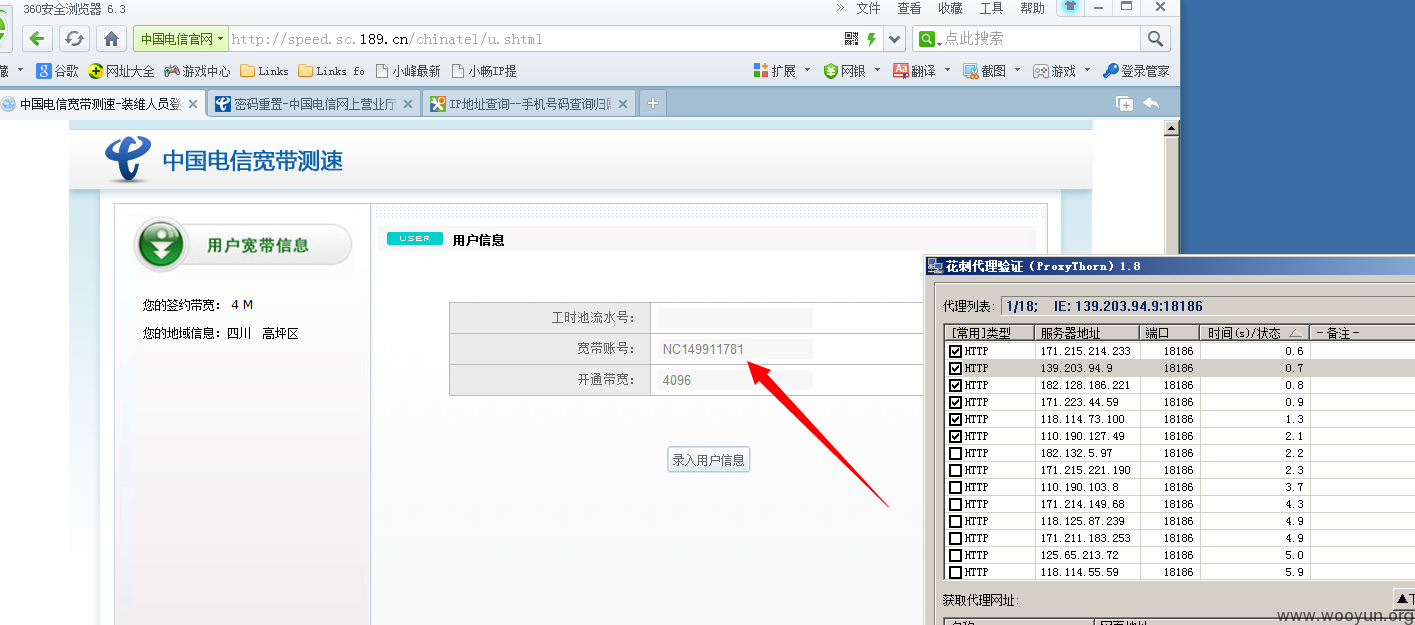 360安全浏览器 6.3
» 文件 查看 收藏 工具 帮助
中国电信官网 http://speed.sc.189.cn/chinatel/u.shtml 点此搜索
藏 谷歌 网址大全 游戏中心 Links Links fo 小峰最新 小畅IP提 扩展 网银 翻译 截图 游戏 登录管家
中国电信宽带测速-装维人员登 密码重置-中国电信网上营业厅 IP地址查询--手机号码查询归
中国电信宽带测速
用户宽带信息
您的签约带宽： 4 M
您的地域信息：四川 高坪区
USER 用户信息
工时池流水号：
宽带账号： NC149911781
开通带宽： 4096
录入用户信息
花刺代理验证（ProxyThorn）1.8
代理列表: 1/18; IE: 139.203.94.9:18186
[常用]类型 服务器地址 端口 时间(s)/状态 -备注-
HTTP 171.215.214.233 18186 0.6
HTTP 139.203.94.9 18186 0.7
HTTP 182.128.186.221 18186 0.8
HTTP 171.223.44.59 18186 0.9
HTTP 118.114.73.100 18186 1.3
HTTP 110.190.127.49 18186 2.1
HTTP 182.132.5.97 18186 2.2
HTTP 171.215.221.190 18186 2.3
HTTP 110.190.103.8 18186 3.7
HTTP 171.214.149.68 18186 4.3
HTTP 118.125.87.239 18186 4.9
HTTP 171.211.183.253 18186 4.9
HTTP 125.65.213.72 18186 5.0
HTTP 118.114.55.59 18186 5.9
获取代理网址:
www.wooyun.org